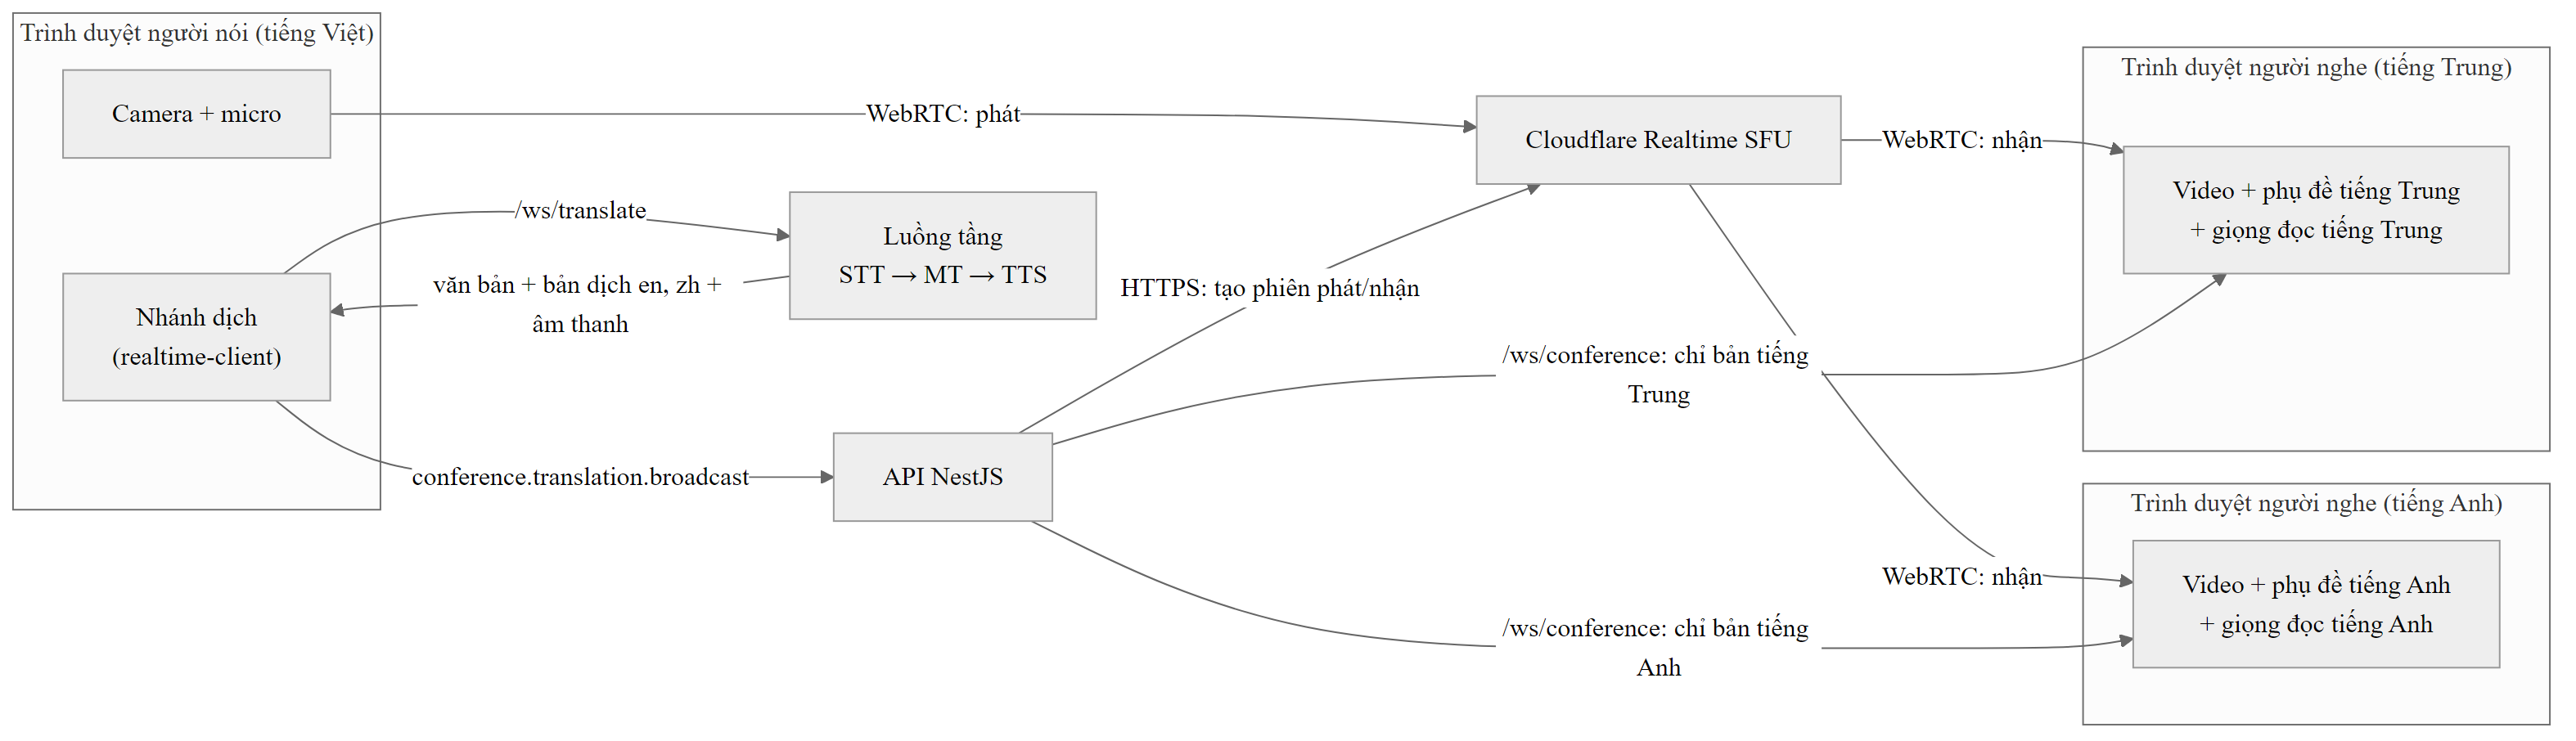 Trình duyệt người nói (tiếng Việt)
Camera + micro
Nhánh dịch
(realtime-client)
WebRTC: phát
/ws/translate
văn bản + bản dịch en, zh +
âm thanh
conference.translation.broadcast
Luồng tầng
STT → MT → TTS
API NestJS
HTTPS: tạo phiên phát/nhận
Cloudflare Realtime SFU
/ws/conference: chỉ bản tiếng
Trung
/ws/conference: chỉ bản tiếng
Anh
WebRTC: nhận
WebRTC: nhận
Trình duyệt người nghe (tiếng Trung)
Video + phụ đề tiếng Trung
+ giọng đọc tiếng Trung
Trình duyệt người nghe (tiếng Anh)
Video + phụ đề tiếng Anh
+ giọng đọc tiếng Anh